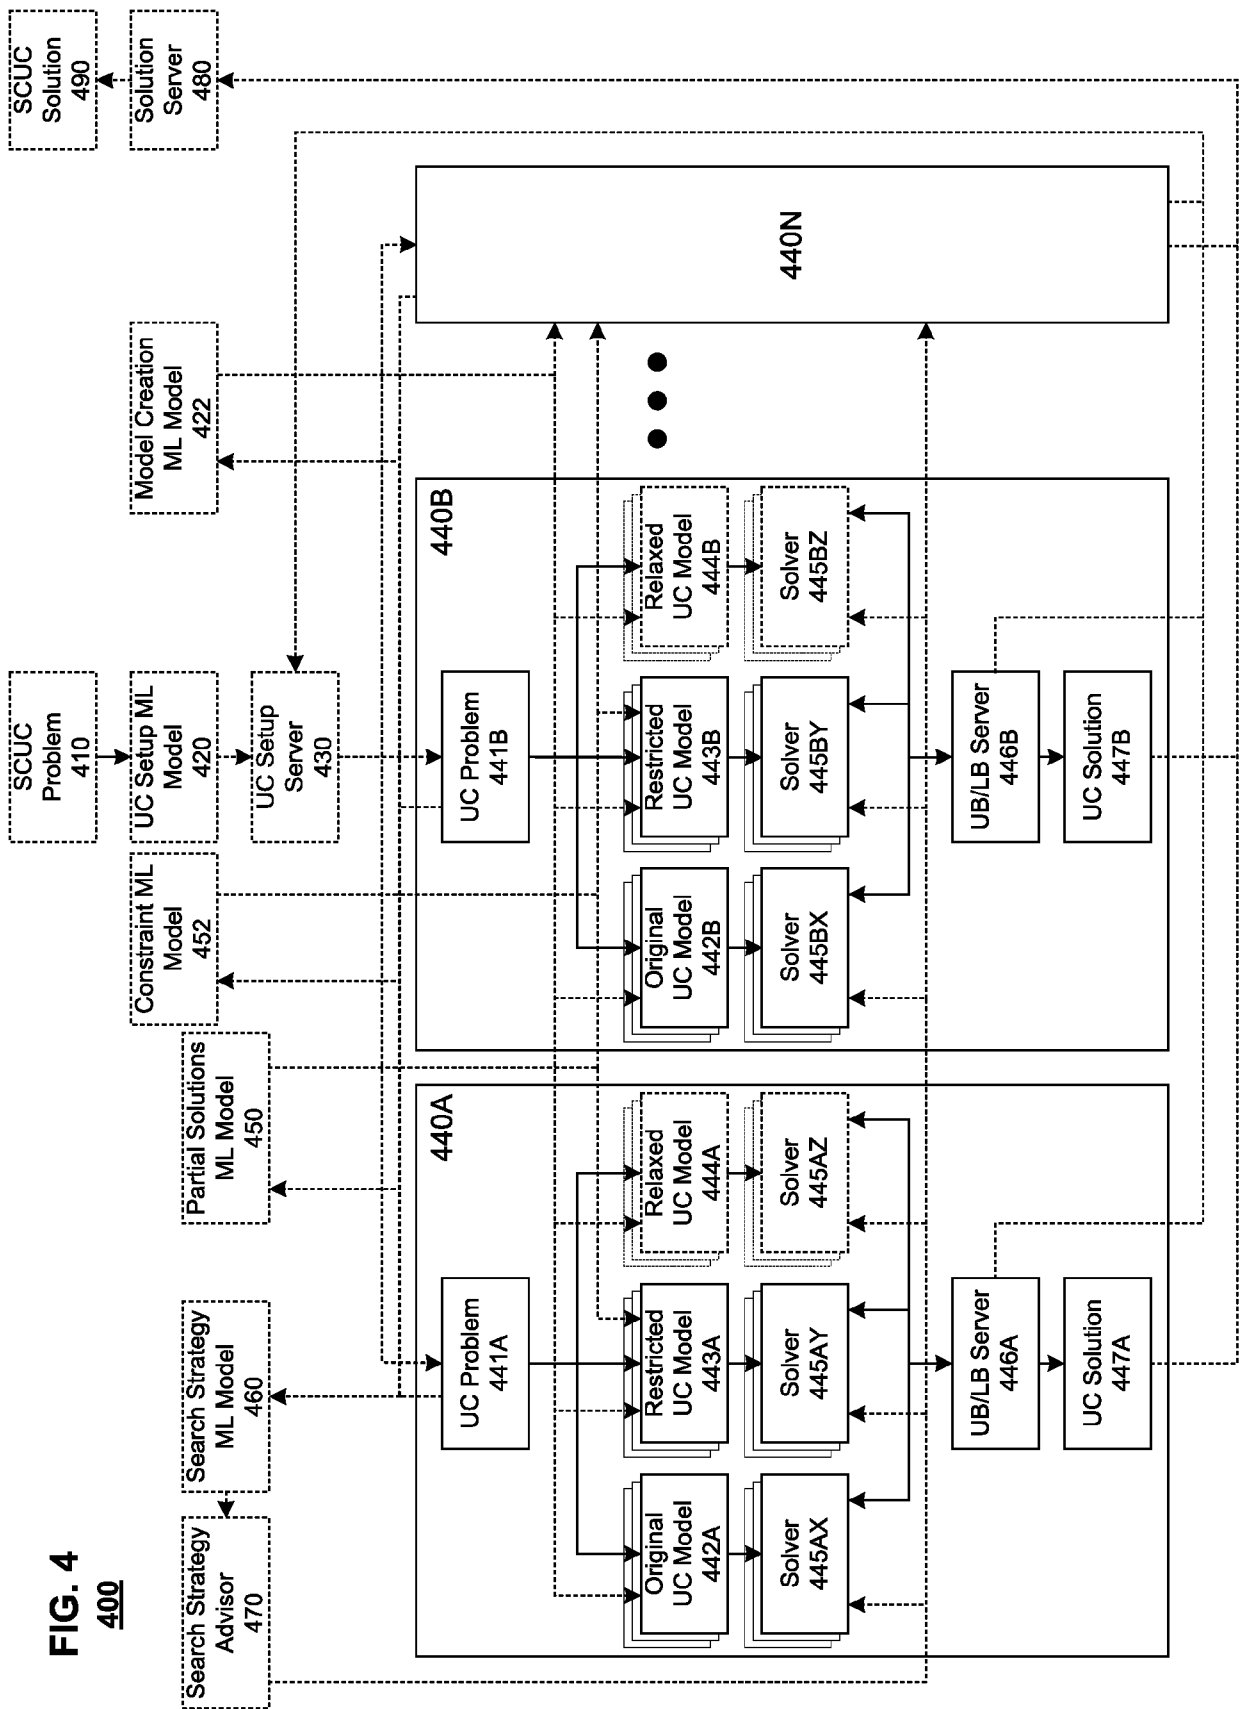 FIG. 4
400
SCUC
Problem
410
UC Setup ML
Model
420
UC Setup
Server
430
Model Creation
ML Model
422
SCUC
Solution
490
Solution
Server
480
Constraint ML
Model
452
Partial Solutions
ML Model
450
Search Strategy
ML Model
460
Search Strategy
Advisor
470
440A
UC Problem
441A
Original
UC Model
442A
Restricted
UC Model
443A
Relaxed
UC Model
444A
Solver
445AX
Solver
445AY
Solver
445AZ
UB/LB Server
446A
UC Solution
447A
440B
UC Problem
441B
Original
UC Model
442B
Restricted
UC Model
443B
Relaxed
UC Model
444B
Solver
445BX
Solver
445BY
Solver
445BZ
UB/LB Server
446B
UC Solution
447B
440N